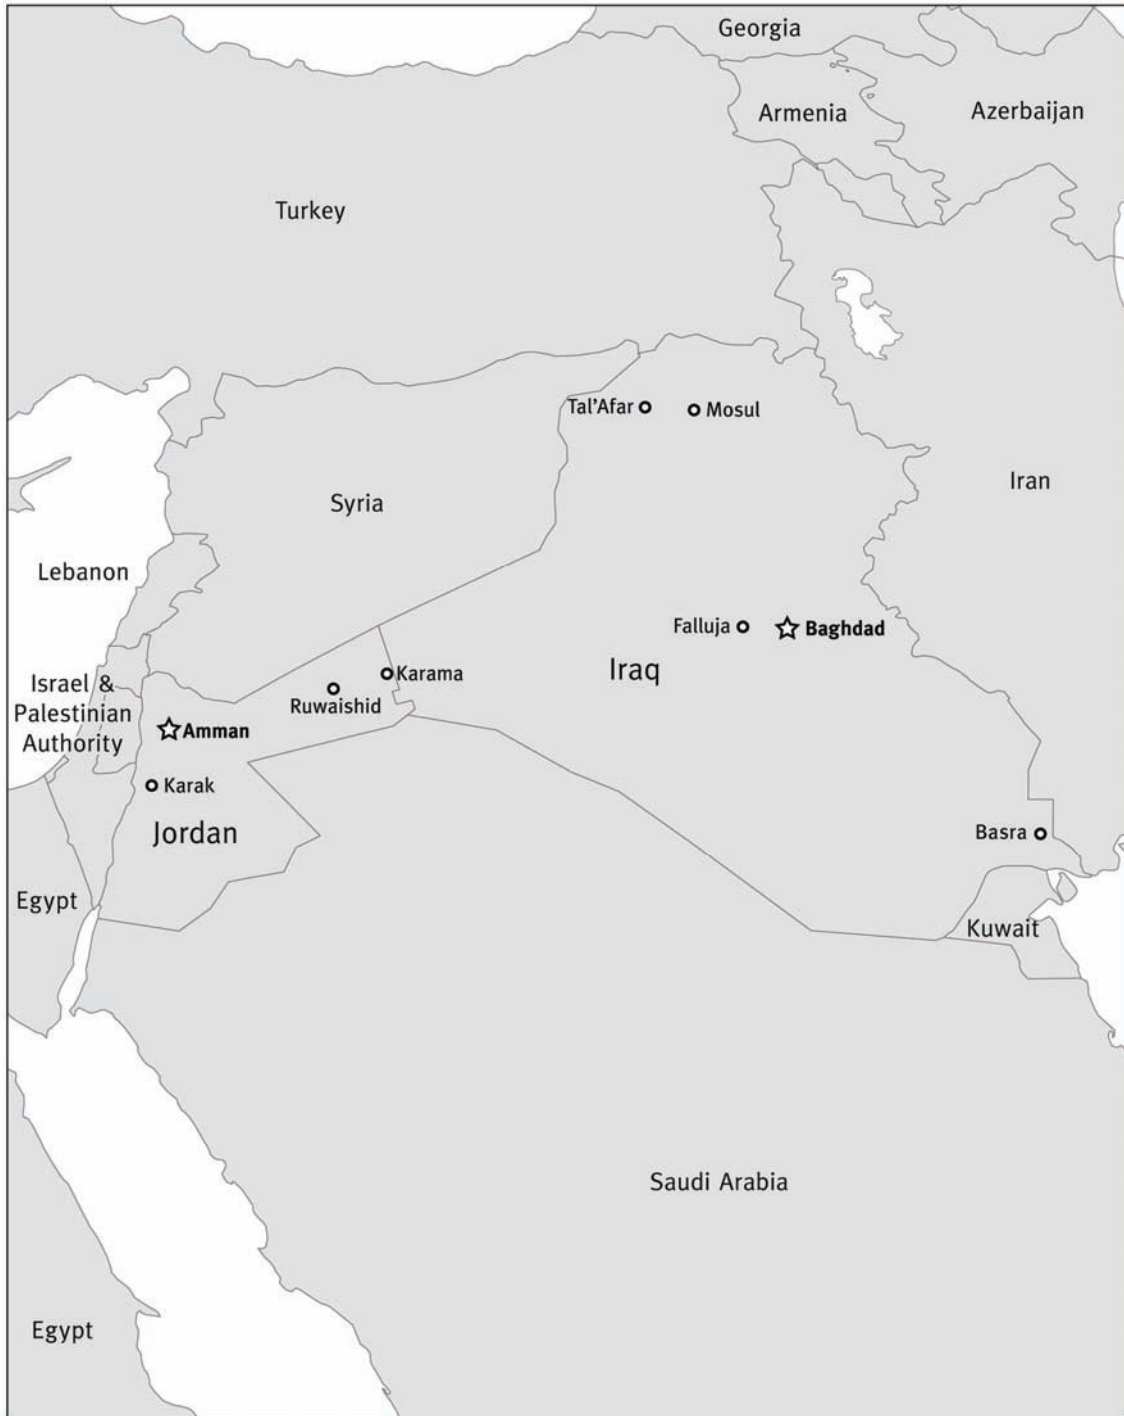 Georgia
Armenia
Azerbaijan
Turkey
Tal'Afar
Mosul
Iran
Syria
Lebanon
Falluja
Baghdad
Iraq
Karama
Ruwaishid
Israel &
Palestinian
Authority
Amman
Karak
Jordan
Basra
Egypt
Kuwait
Saudi Arabia
Egypt